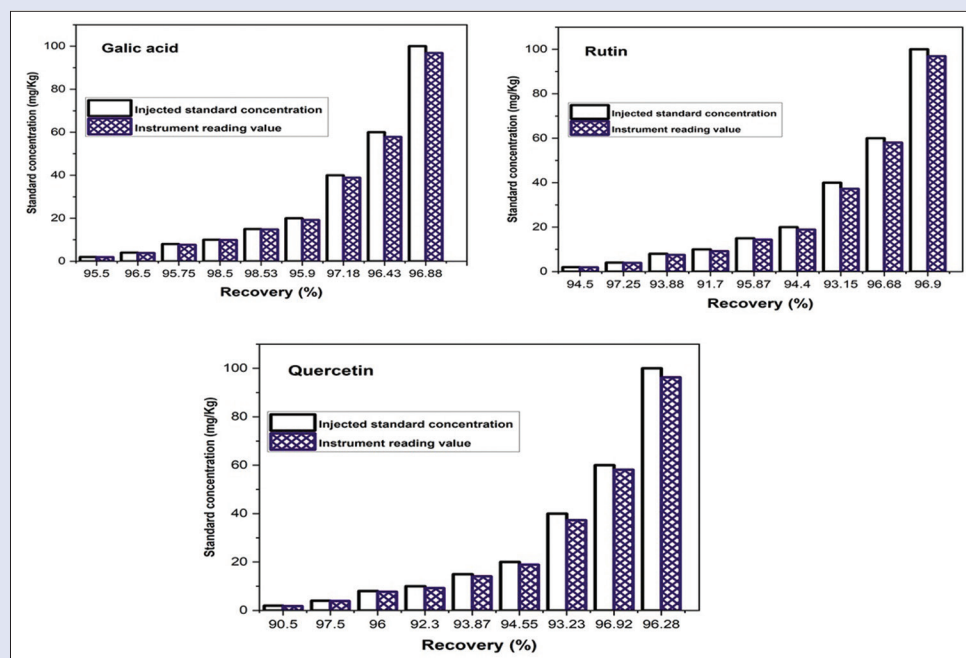 Galic acid
Injected standard concentration
Instrument reading value
Standard concentration (mg/Kg)
100
80
60
40
20
0
95.5 96.5 95.75 98.5 98.53 95.9 97.18 96.43 96.88
Recovery (%)
Rutin
Injected standard concentration
Instrument reading value
Standard concentration (mg/Kg)
100
80
60
40
20
0
94.5 97.25 93.88 91.7 95.87 94.4 93.15 96.68 96.9
Recovery (%)
Quercetin
Injected standard concentration
Instrument reading value
Standard concentration (mg/Kg)
100
80
60
40
20
0
90.5 97.5 96 92.3 93.87 94.55 93.23 96.92 96.28
Recovery (%)